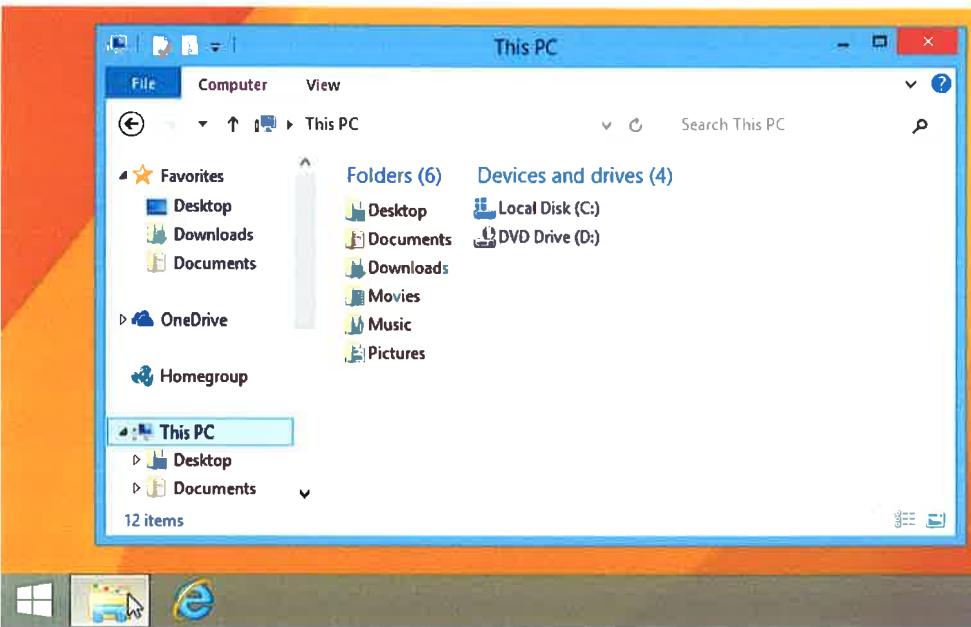 This PC
File Computer View
This PC
Search This PC
Favorites
Desktop
Downloads
Documents
OneDrive
Homegroup
This PC
Desktop
Documents
Folders (6)
Desktop
Documents
Downloads
Movies
Music
Pictures
Devices and drives (4)
Local Disk (C:)
DVD Drive (D:)
12 items